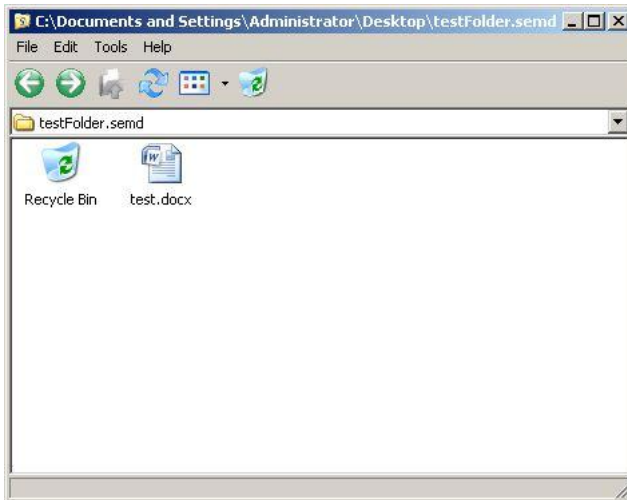 C:\Documents and Settings\Administrator\Desktop\testFolder.semd
File Edit Tools Help
testFolder.semd
Recycle Bin test.docx